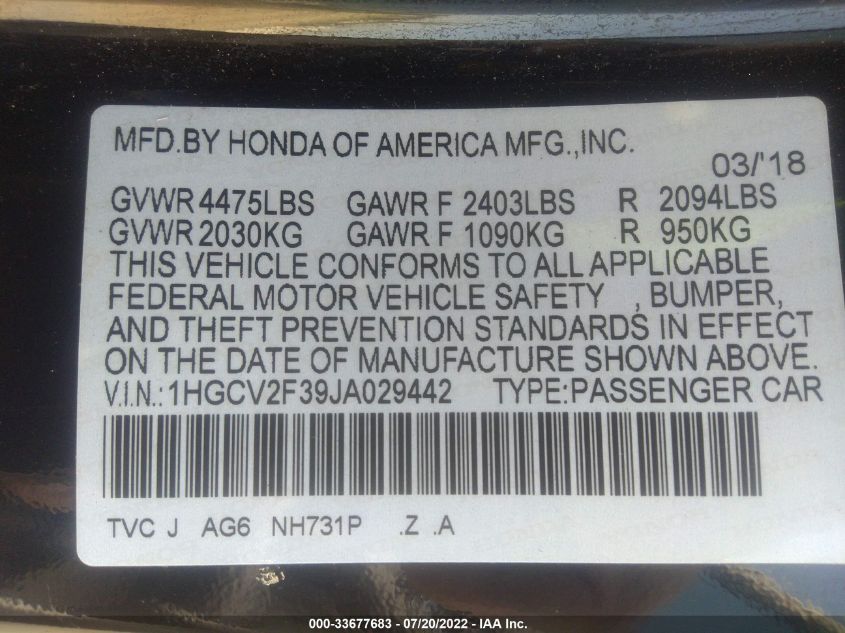 MFD.BY HONDA OF AMERICA MFG.,INC.
03/'18
GVWR 4475LBS GAWR F 2403LBS R 2094LBS
GVWR 2030KG GAWR F 1090KG R 950KG
THIS VEHICLE CONFORMS TO ALL APPLICABLE
FEDERAL MOTOR VEHICLE SAFETY , BUMPER,
AND THEFT PREVENTION STANDARDS IN EFFECT
ON THE DATE OF MANUFACTURE SHOWN ABOVE.
V.I.N.: 1HGCV2F39JA029442 TYPE:PASSENGER CAR
TVC J AG6 NH731P .Z .A
000-33677683 - 07/20/2022 - IAA Inc.